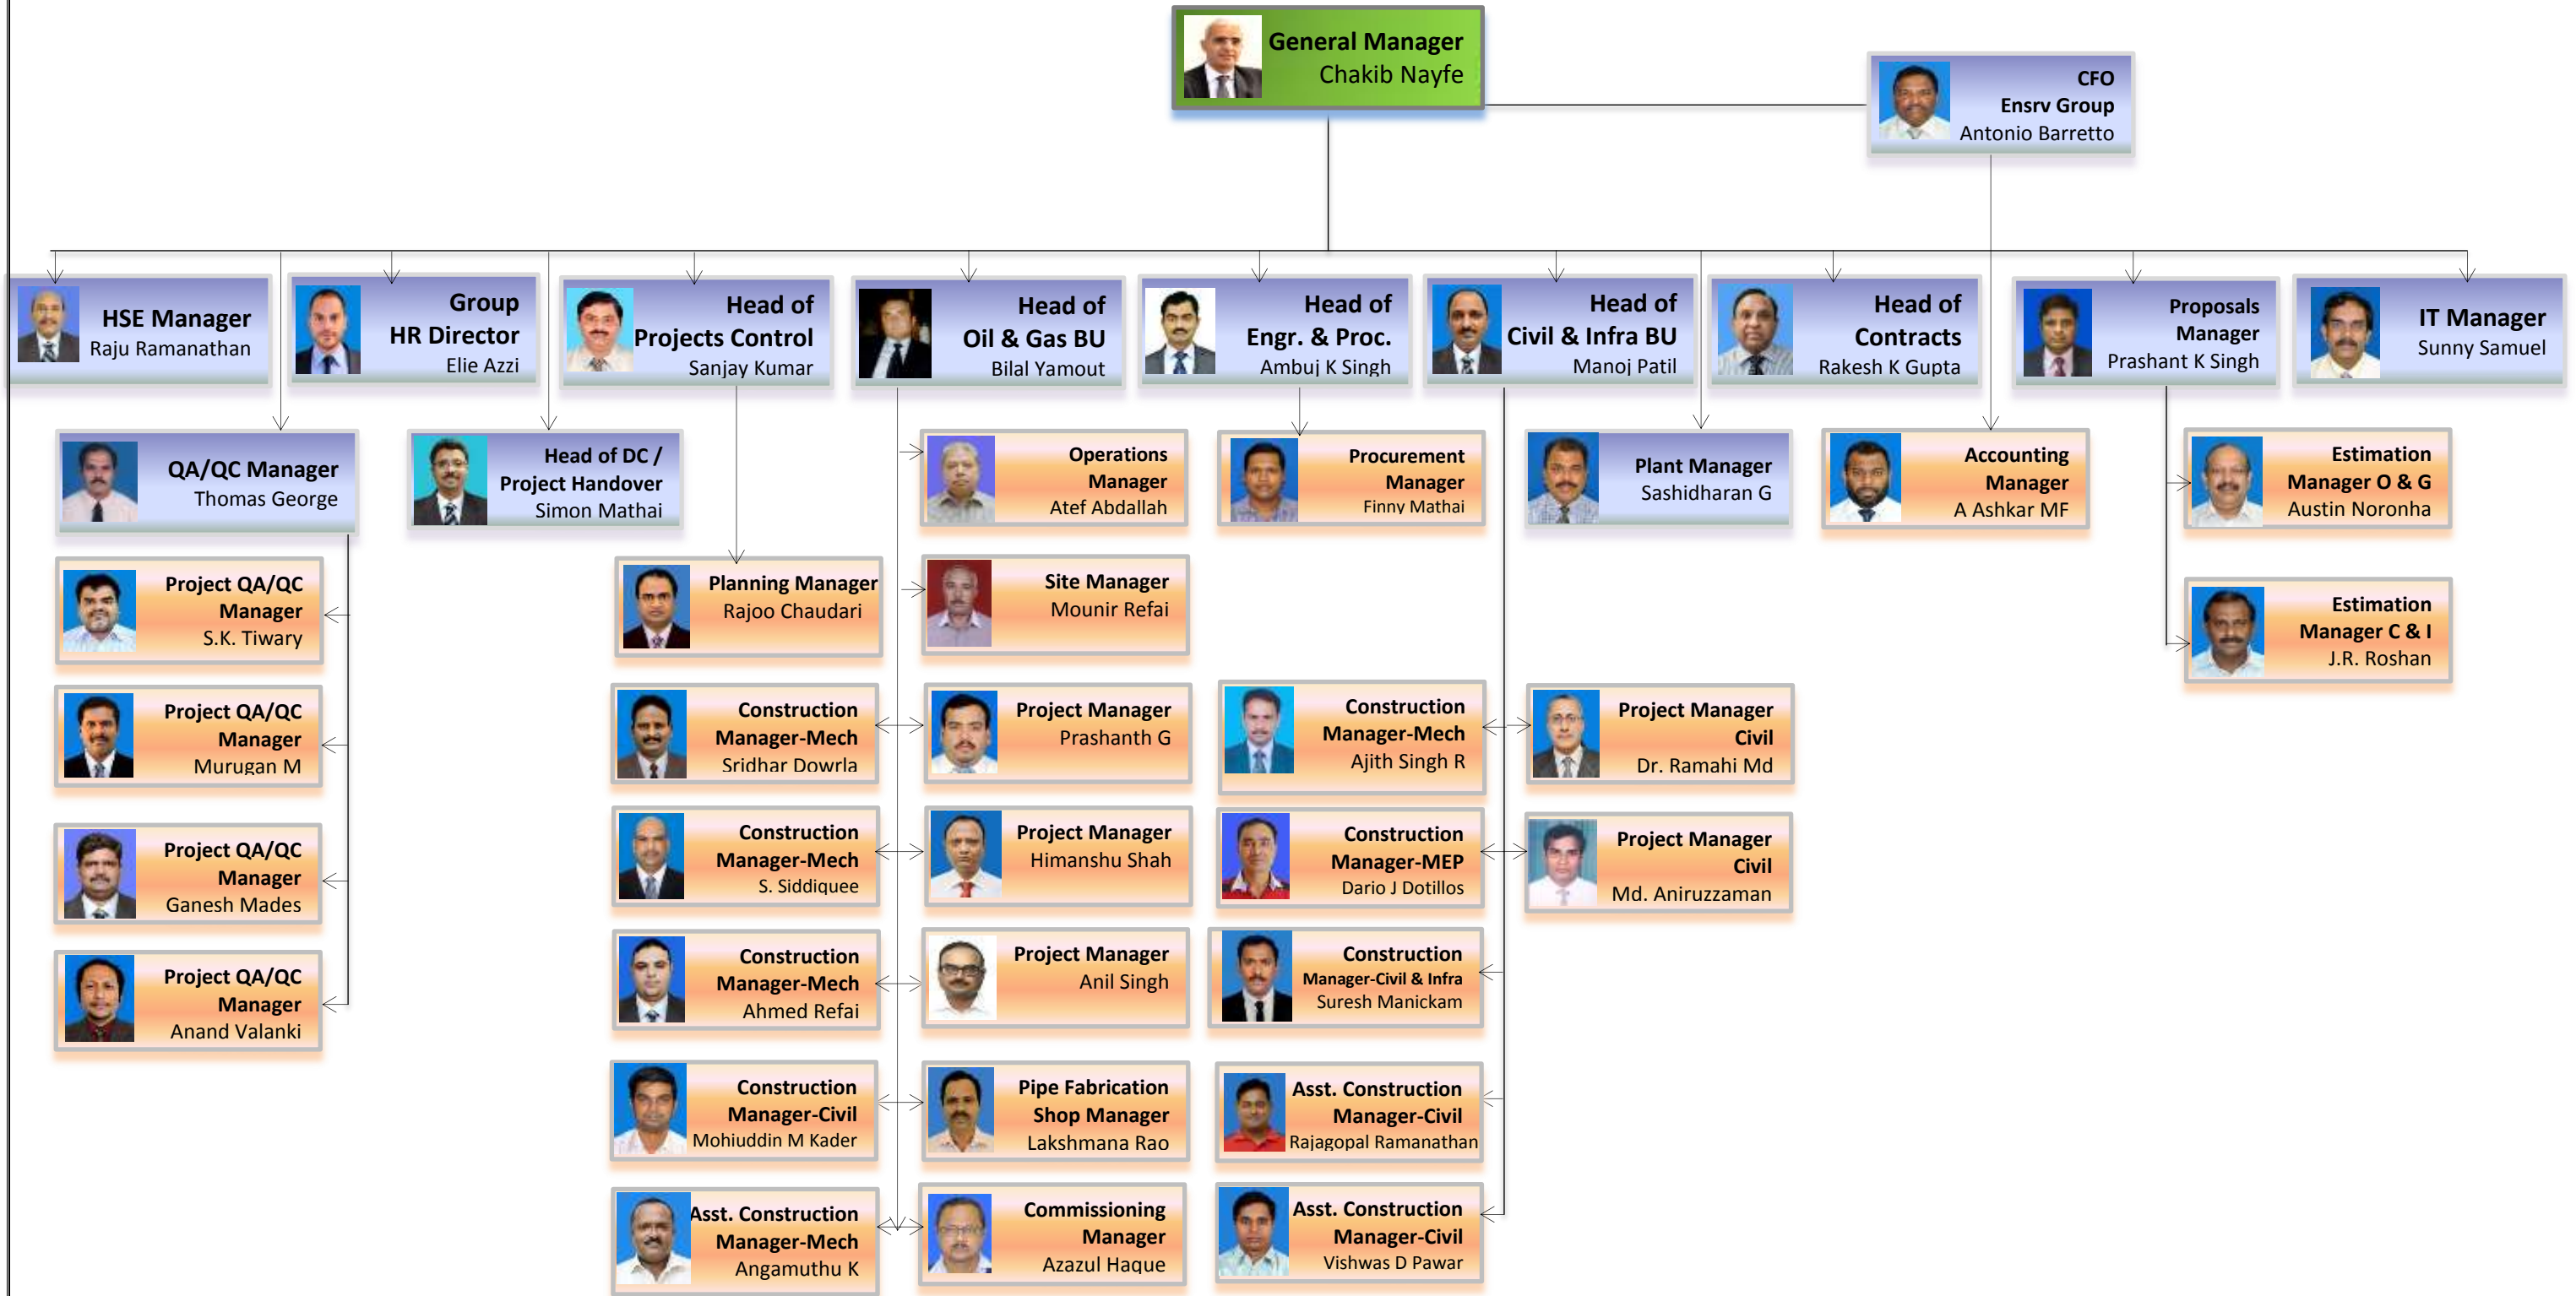 General Manager
Chakib Nayfe
CFO
Ensrv Group
Antonio Barretto
HSE Manager
Raju Ramanathan
Group
HR Director
Elie Azzi
Head of
Projects Control
Sanjay Kumar
Head of
Oil & Gas BU
Bilal Yamout
Head of
Engr. & Proc.
Ambuj K Singh
Head of
Civil & Infra BU
Manoj Patil
Head of
Contracts
Rakesh K Gupta
Proposals
Manager
Prashant K Singh
IT Manager
Sunny Samuel
QA/QC Manager
Thomas George
Head of DC /
Project Handover
Simon Mathai
Operations
Manager
Atef Abdallah
Procurement
Manager
Finny Mathai
Plant Manager
Sashidharan G
Accounting
Manager
A Ashkar MF
Estimation
Manager O & G
Austin Noronha
Project QA/QC
Manager
S.K. Tiwary
Planning Manager
Rajoo Chaudari
Site Manager
Mounir Refai
Estimation
Manager C & I
J.R. Roshan
Project QA/QC
Manager
Murugan M
Construction
Manager-Mech
Sridhar Dowrla
Project Manager
Prashanth G
Construction
Manager-Mech
Ajith Singh R
Project Manager
Civil
Dr. Ramahi Md
Project QA/QC
Manager
Ganesh Mades
Construction
Manager-Mech
S. Siddiquee
Project Manager
Himanshu Shah
Construction
Manager-MEP
Dario J Dotillos
Project Manager
Civil
Md. Aniruzzaman
Project QA/QC
Manager
Anand Valanki
Construction
Manager-Mech
Ahmed Refai
Project Manager
Anil Singh
Construction
Manager-Civil & Infra
Suresh Manickam
Construction
Manager-Civil
Mohiuddin M Kader
Pipe Fabrication
Shop Manager
Lakshmana Rao
Asst. Construction
Manager-Civil
Rajagopal Ramanathan
Asst. Construction
Manager-Mech
Angamuthu K
Commissioning
Manager
Azazul Haque
Asst. Construction
Manager-Civil
Vishwas D Pawar